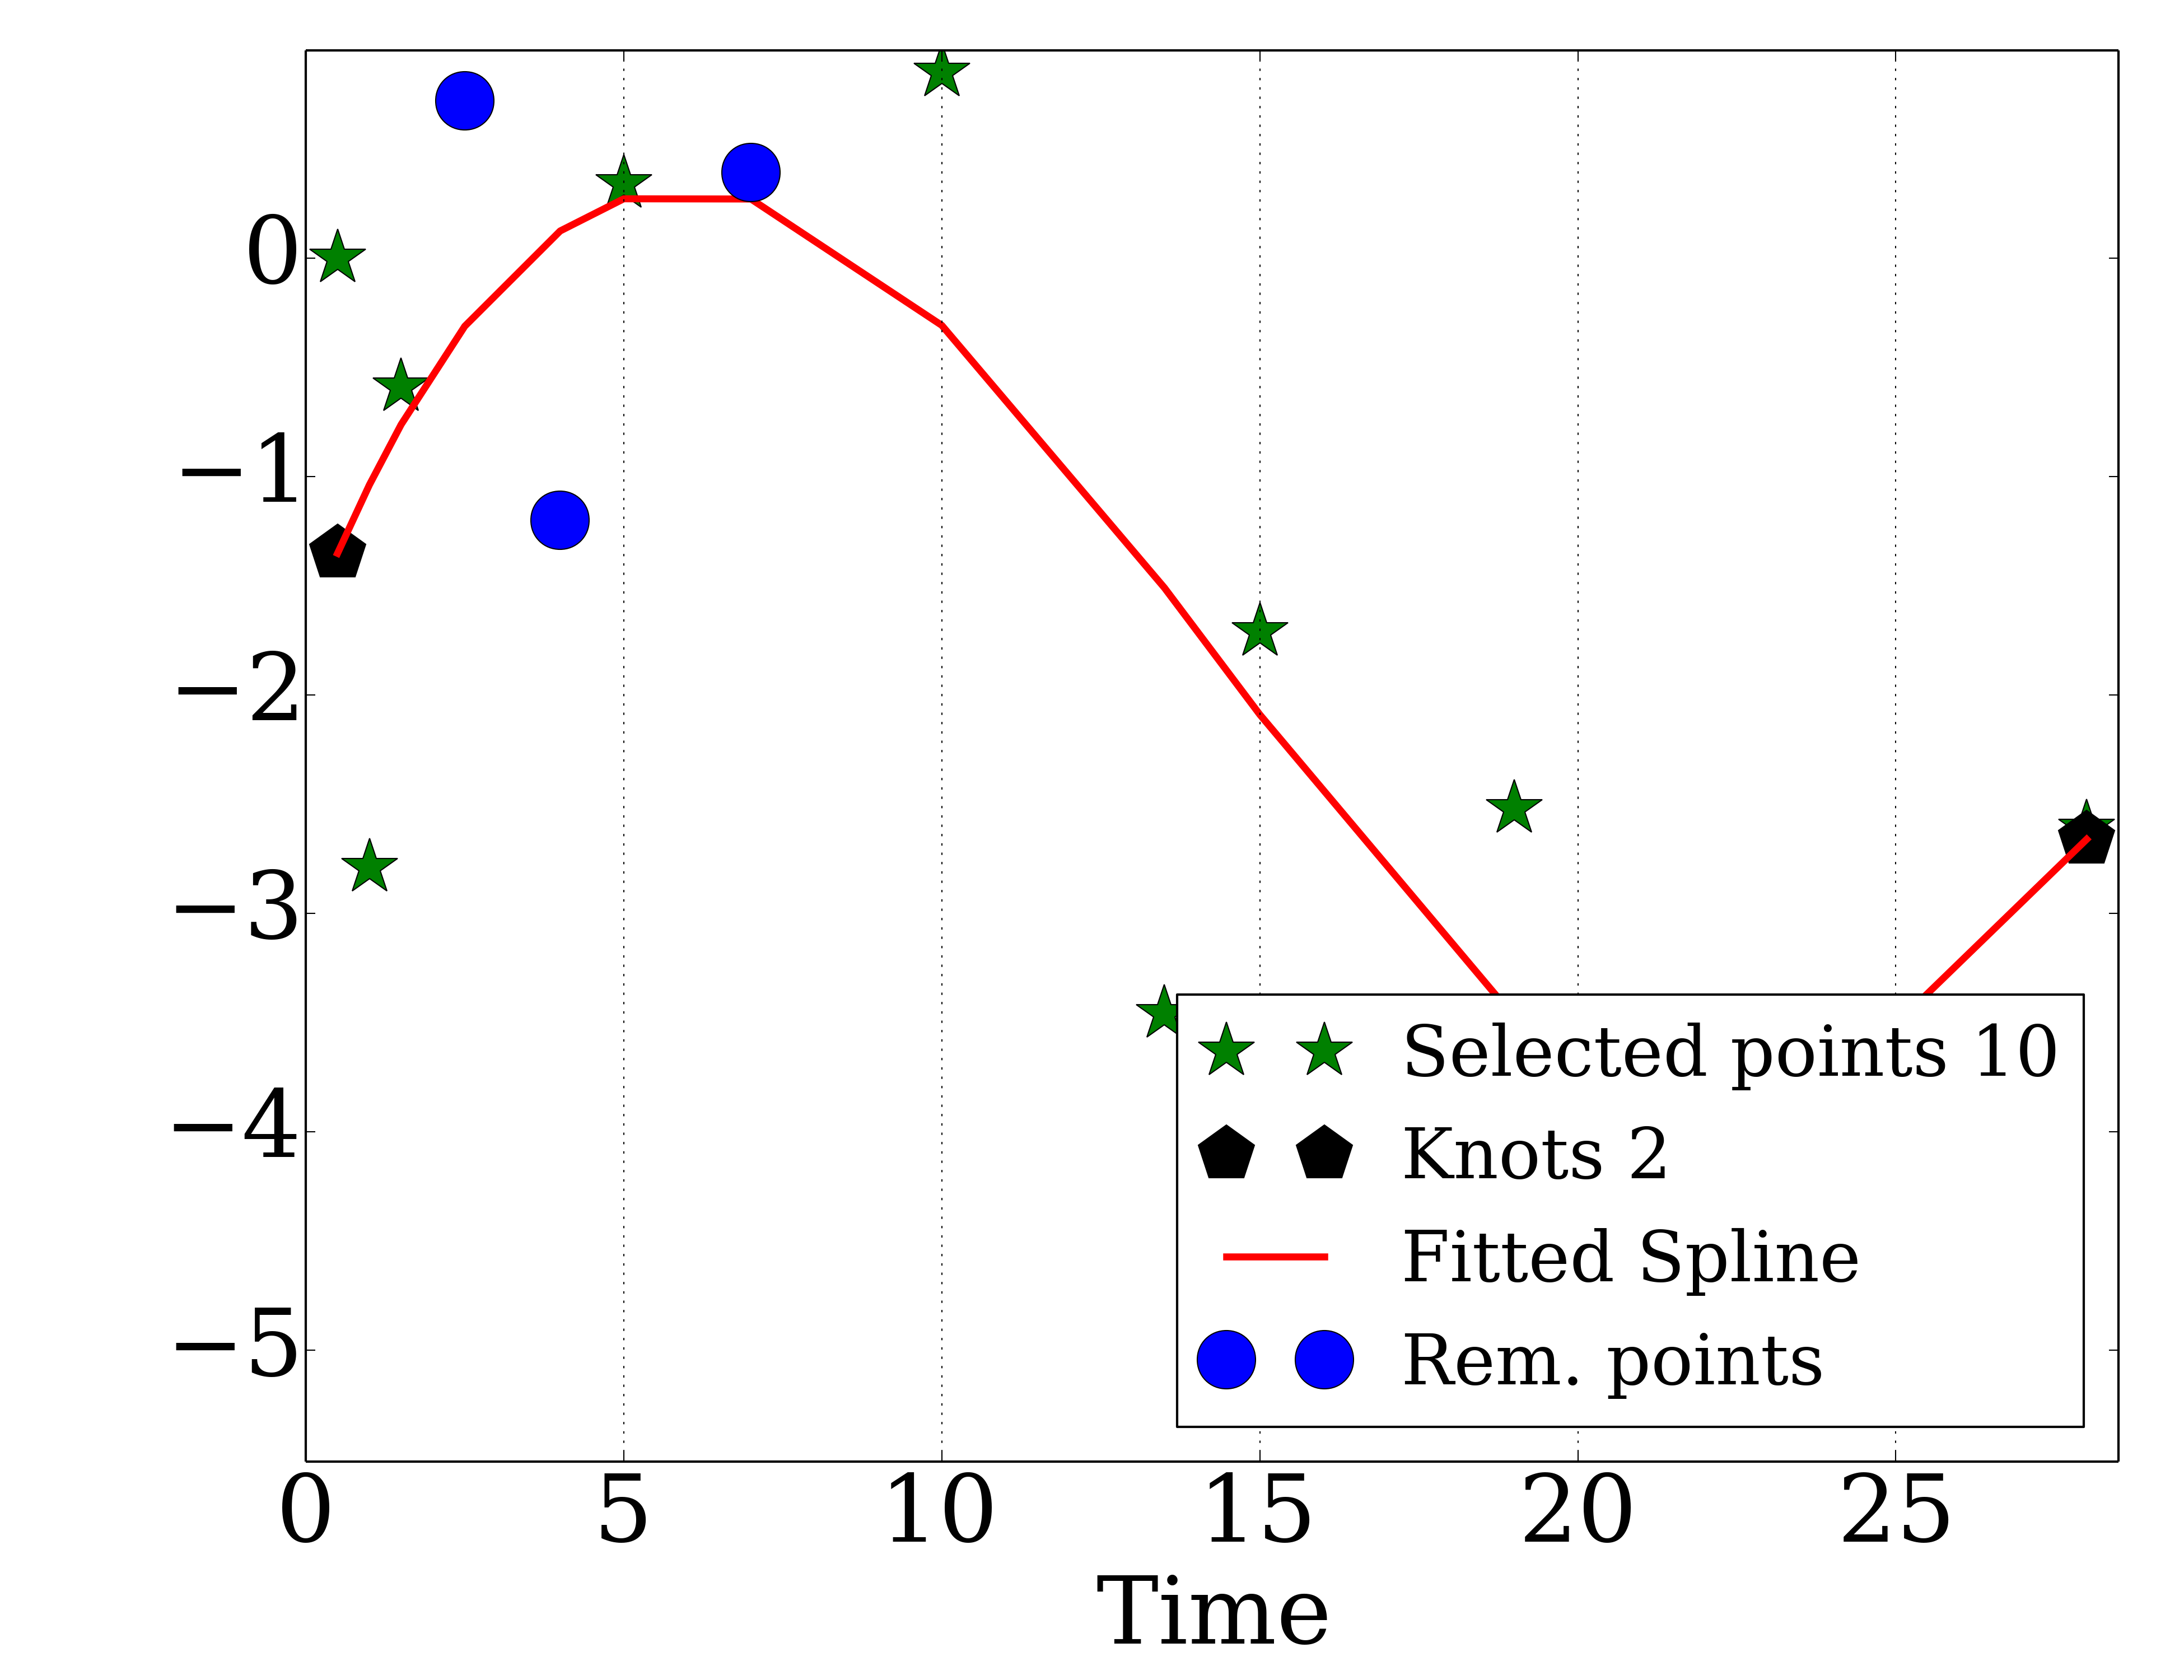 0
−1
−2
−3
−4
−5
Selected points 10
Knots 2
Fitted Spline
Rem. points
0 5 10 15 20 25
Time